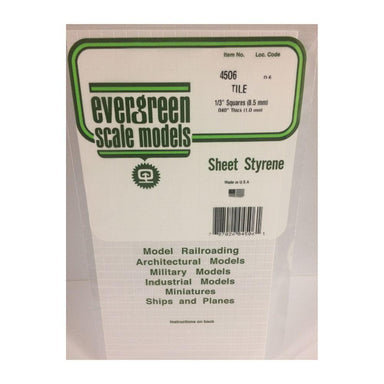 Item No. Loc. Code
4506
TILE
1/3" Squares (8.5 mm)
.040" Thick (1.0 mm)
evergreen
scale models
Sheet Styrene
Made in U.S.A
Model Railroading
Architectural Models
Military Models
Industrial Models
Miniatures
Ships and Planes
Instructions on back